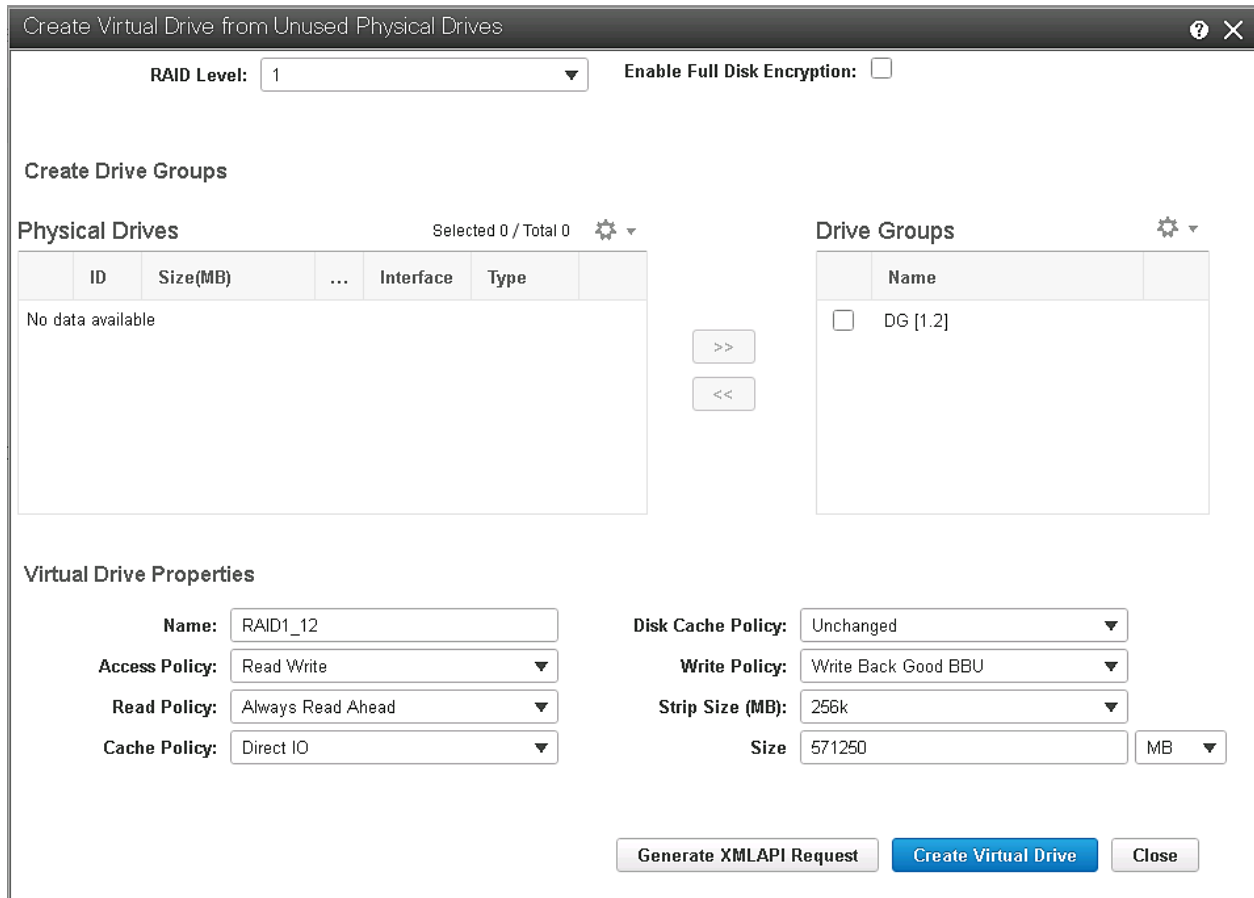 Create Virtual Drive from Unused Physical Drives
RAID Level: 1 Enable Full Disk Encryption:
Create Drive Groups
Physical Drives Selected 0 / Total 0 Drive Groups
ID Size(MB) ... Interface Type Name
No data available DG [1.2]
>>
<<
Virtual Drive Properties
Name: RAID1_12 Disk Cache Policy: Unchanged
Access Policy: Read Write Write Policy: Write Back Good BBU
Read Policy: Always Read Ahead Strip Size (MB): 256k
Cache Policy: Direct IO Size 571250 MB
Generate XMLAPI Request Create Virtual Drive Close